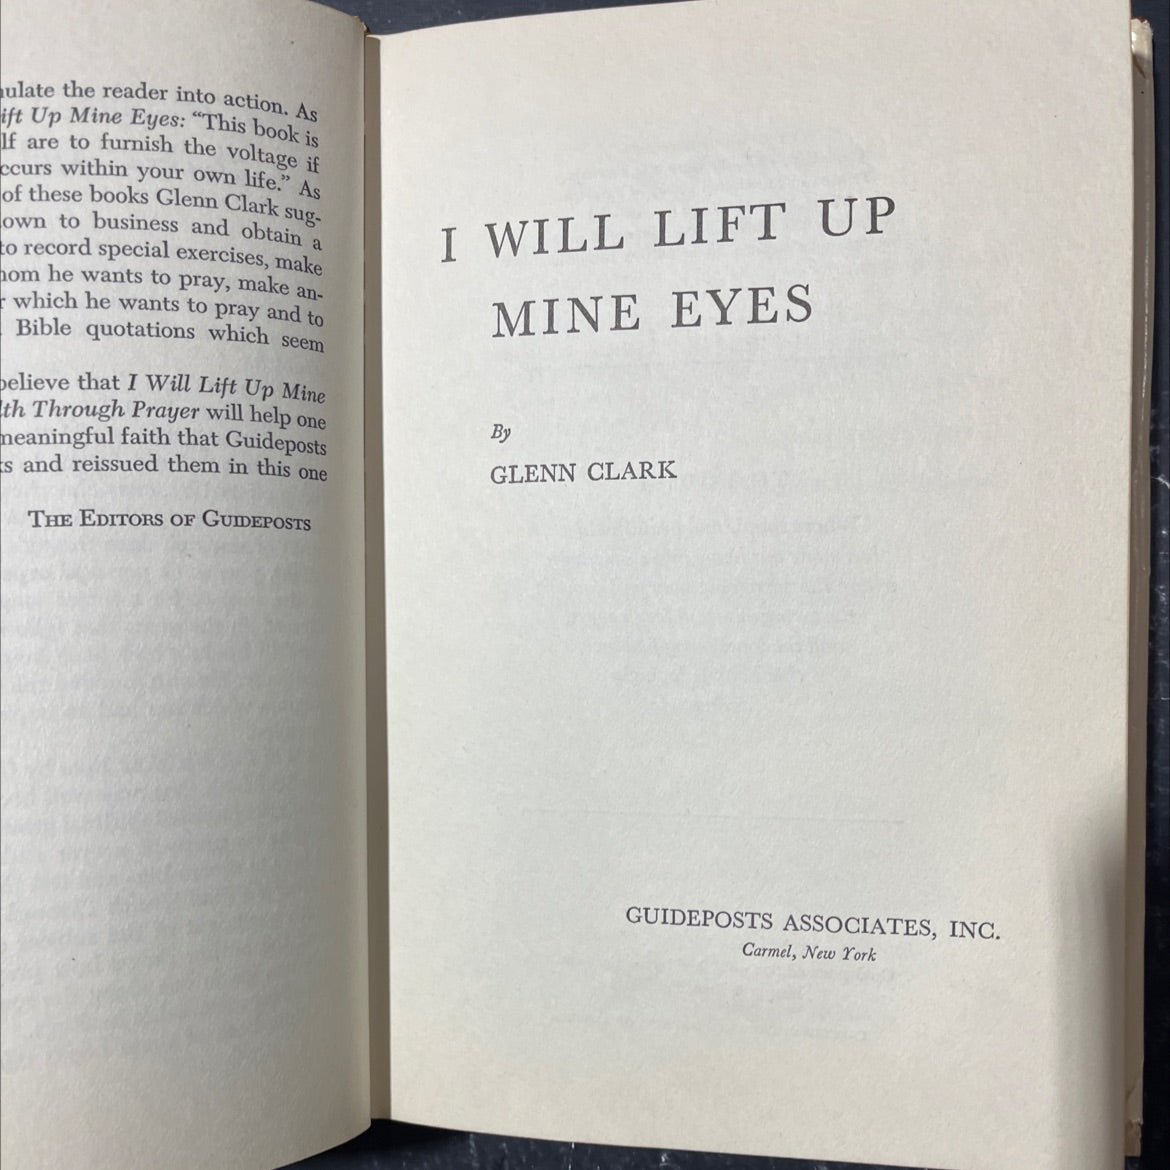 ulate the reader into action. As
ift Up Mine Eyes: “This book is
lf are to furnish the voltage if
ccurs within your own life.” As
of these books Glenn Clark sug-
own to business and obtain a
to record special exercises, make
hom he wants to pray, make an-
r which he wants to pray and to
Bible quotations which seem
believe that I Will Lift Up Mine
lth Through Prayer will help one
meaningful faith that Guideposts
s and reissued them in this one
THE EDITORS OF GUIDEPOSTS
I WILL LIFT UP
MINE EYES
By
GLENN CLARK
GUIDEPOSTS ASSOCIATES, INC.
Carmel, New York